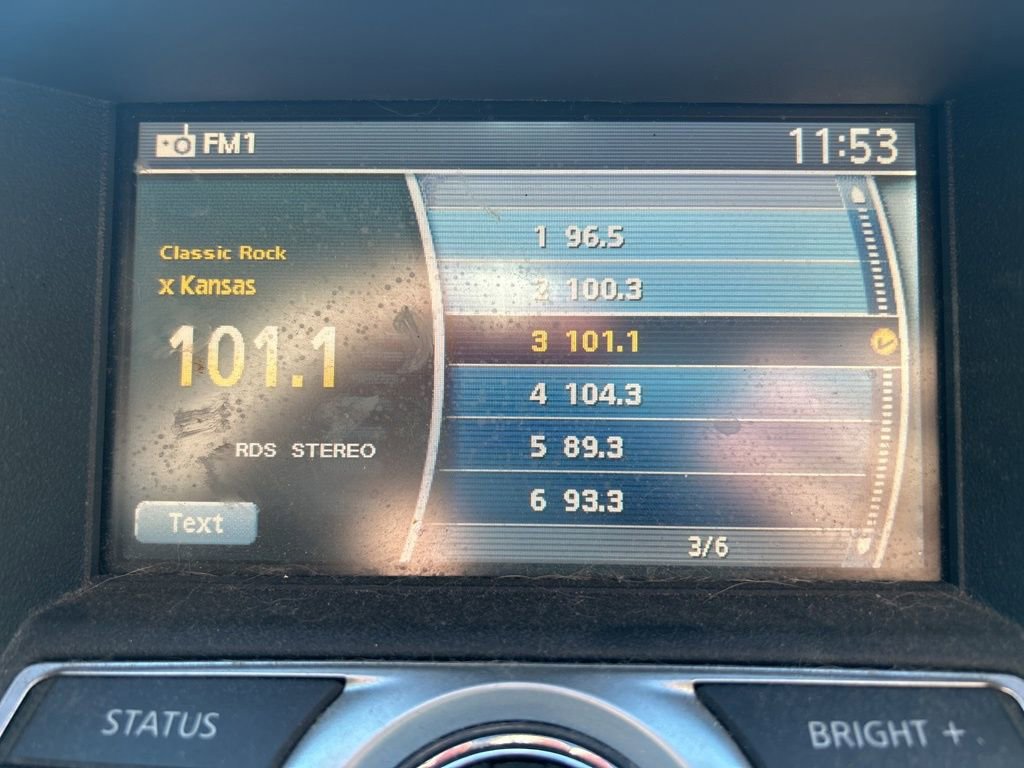 FM1
11:53
Classic Rock
x Kansas
101.1
RDS STEREO
Text
1 96.5
2 100.3
3 101.1
4 104.3
5 89.3
6 93.3
3/6
STATUS
BRIGHT +